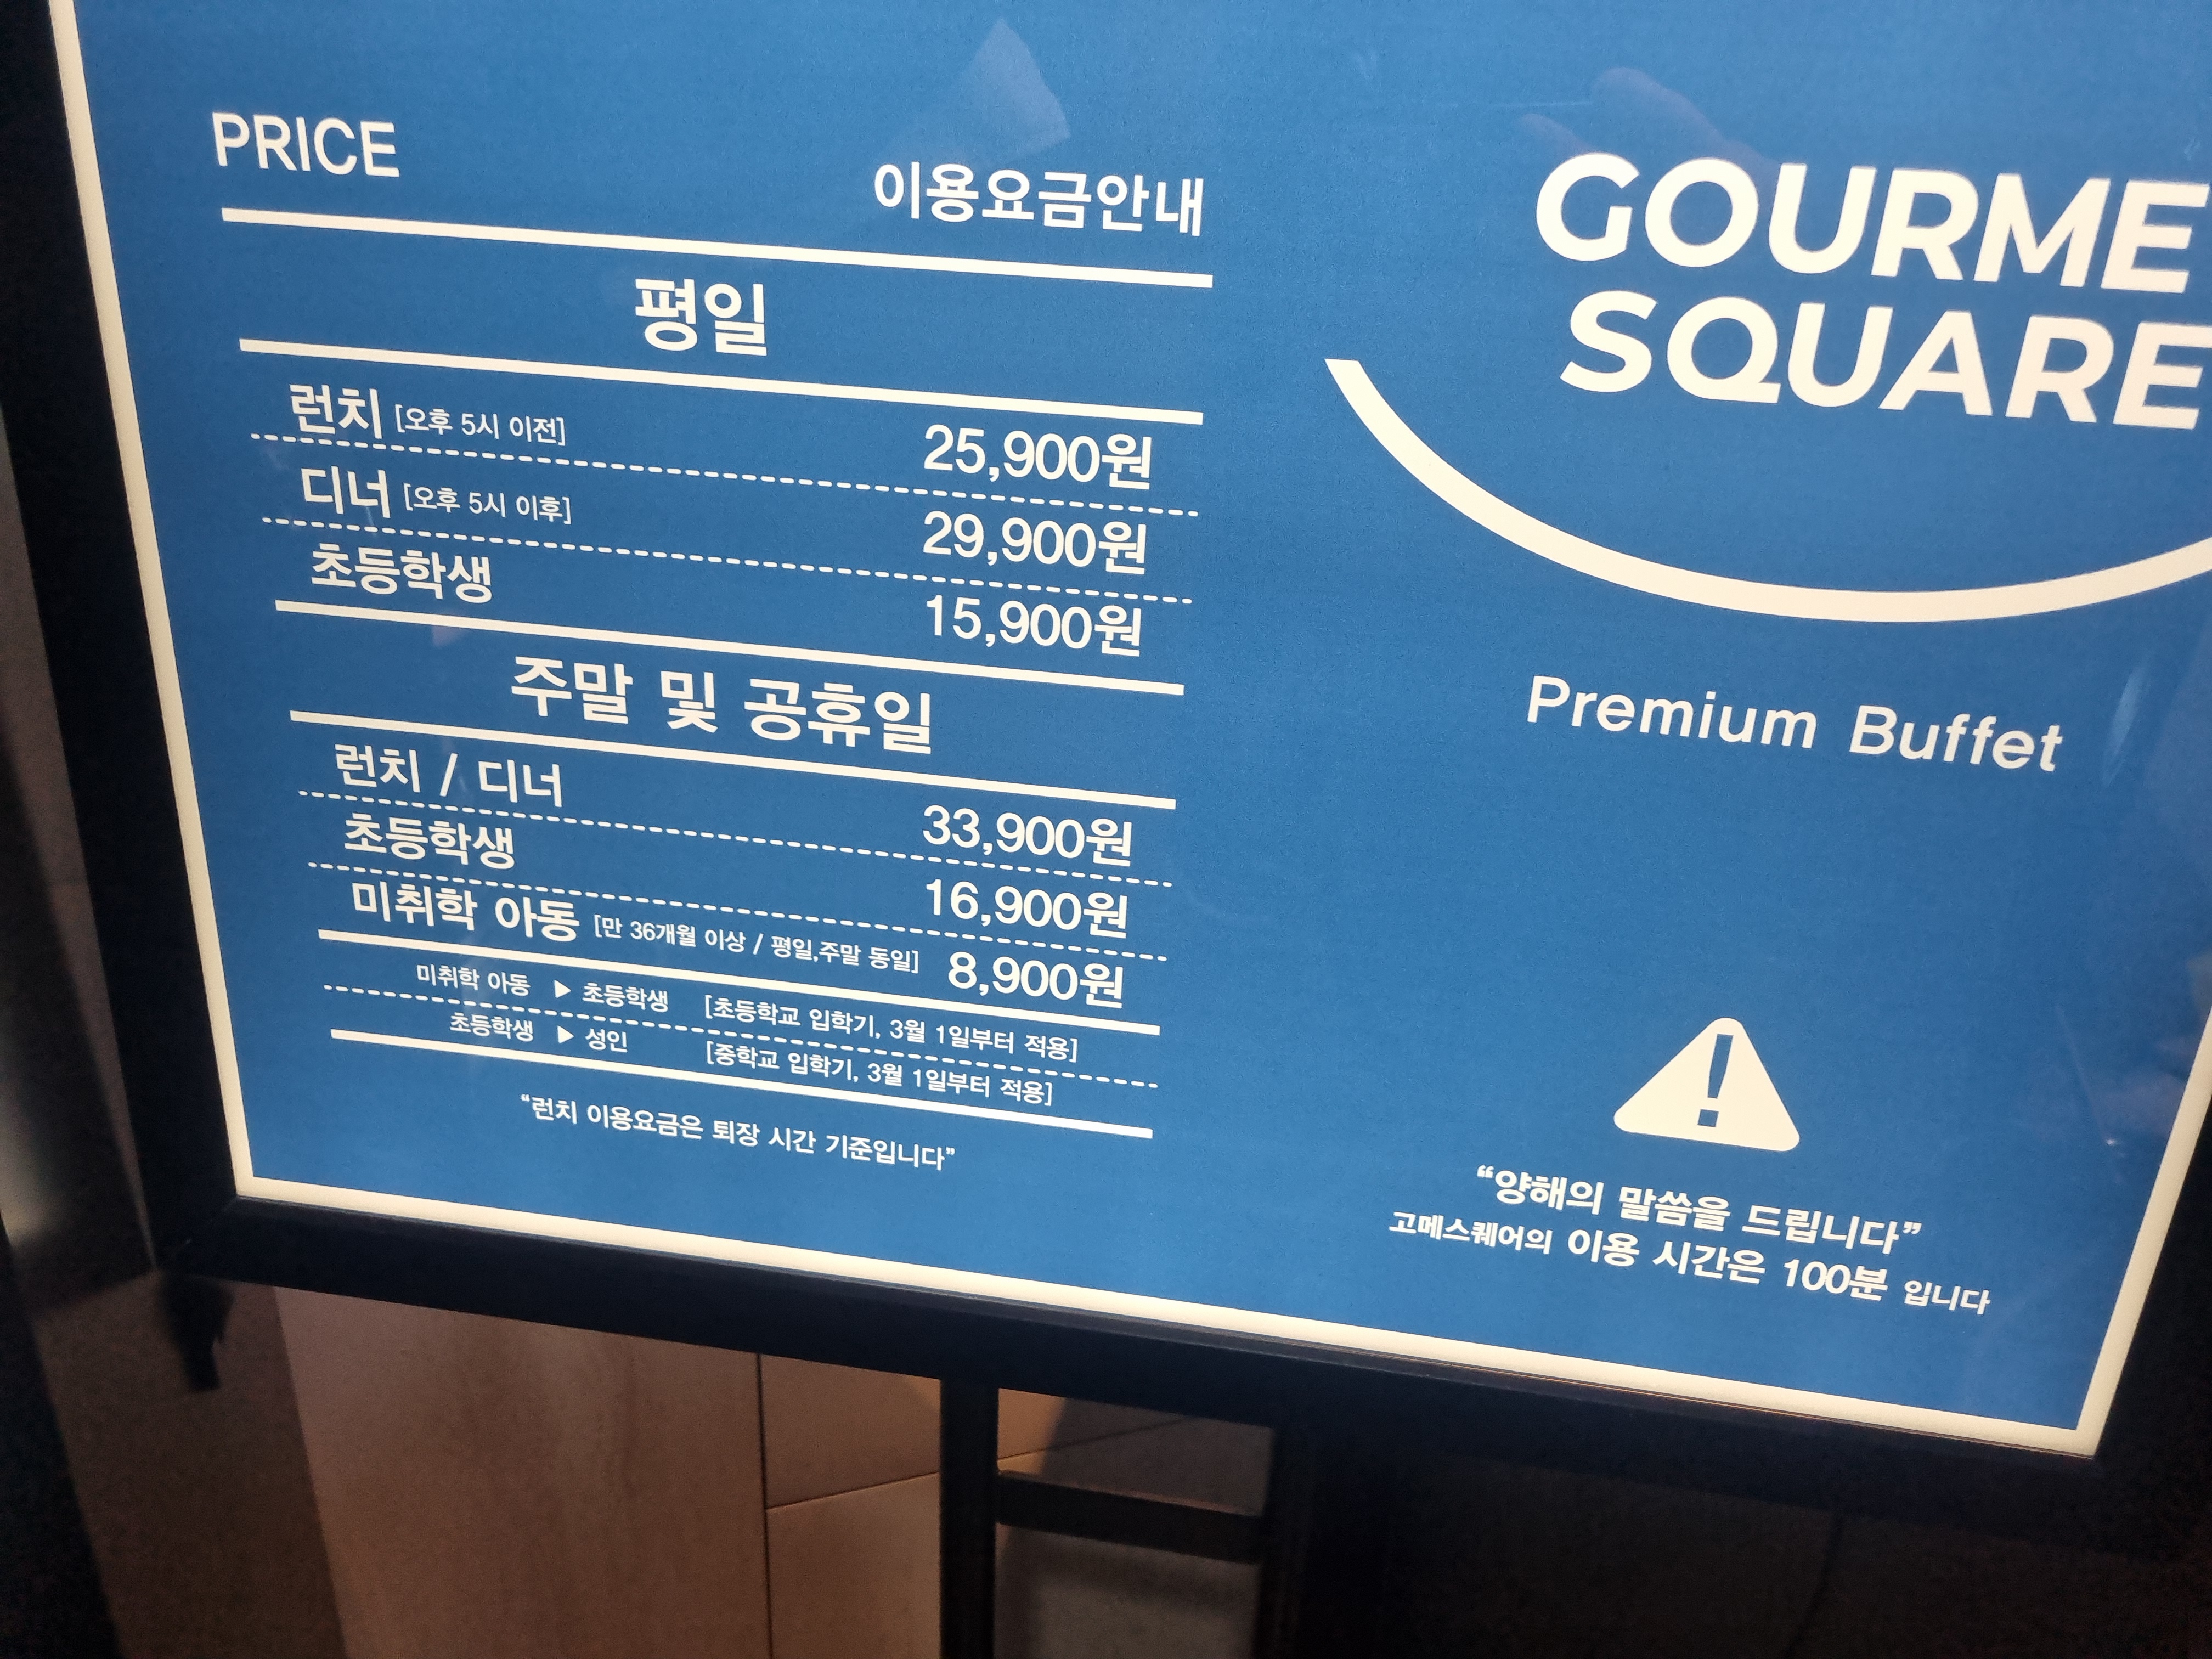 PRICE
이용요금안내
평일
런치 [오후 5시 이전] 25,900원
디너 [오후 5시 이후] 29,900원
초등학생 15,900원
주말 및 공휴일
런치 / 디너 33,900원
초등학생 16,900원
미취학 아동 [만 36개월 이상 / 평일,주말 동일] 8,900원
미취학 아동 ▶ 초등학생 [초등학교 입학기, 3월 1일부터 적용]
초등학생 ▶ 성인 [중학교 입학기, 3월 1일부터 적용]
“런치 이용요금은 퇴장 시간 기준입니다”
GOURME
SQUARE
Premium Buffet
“양해의 말씀을 드립니다”
고메스퀘어의 이용 시간은 100분 입니다